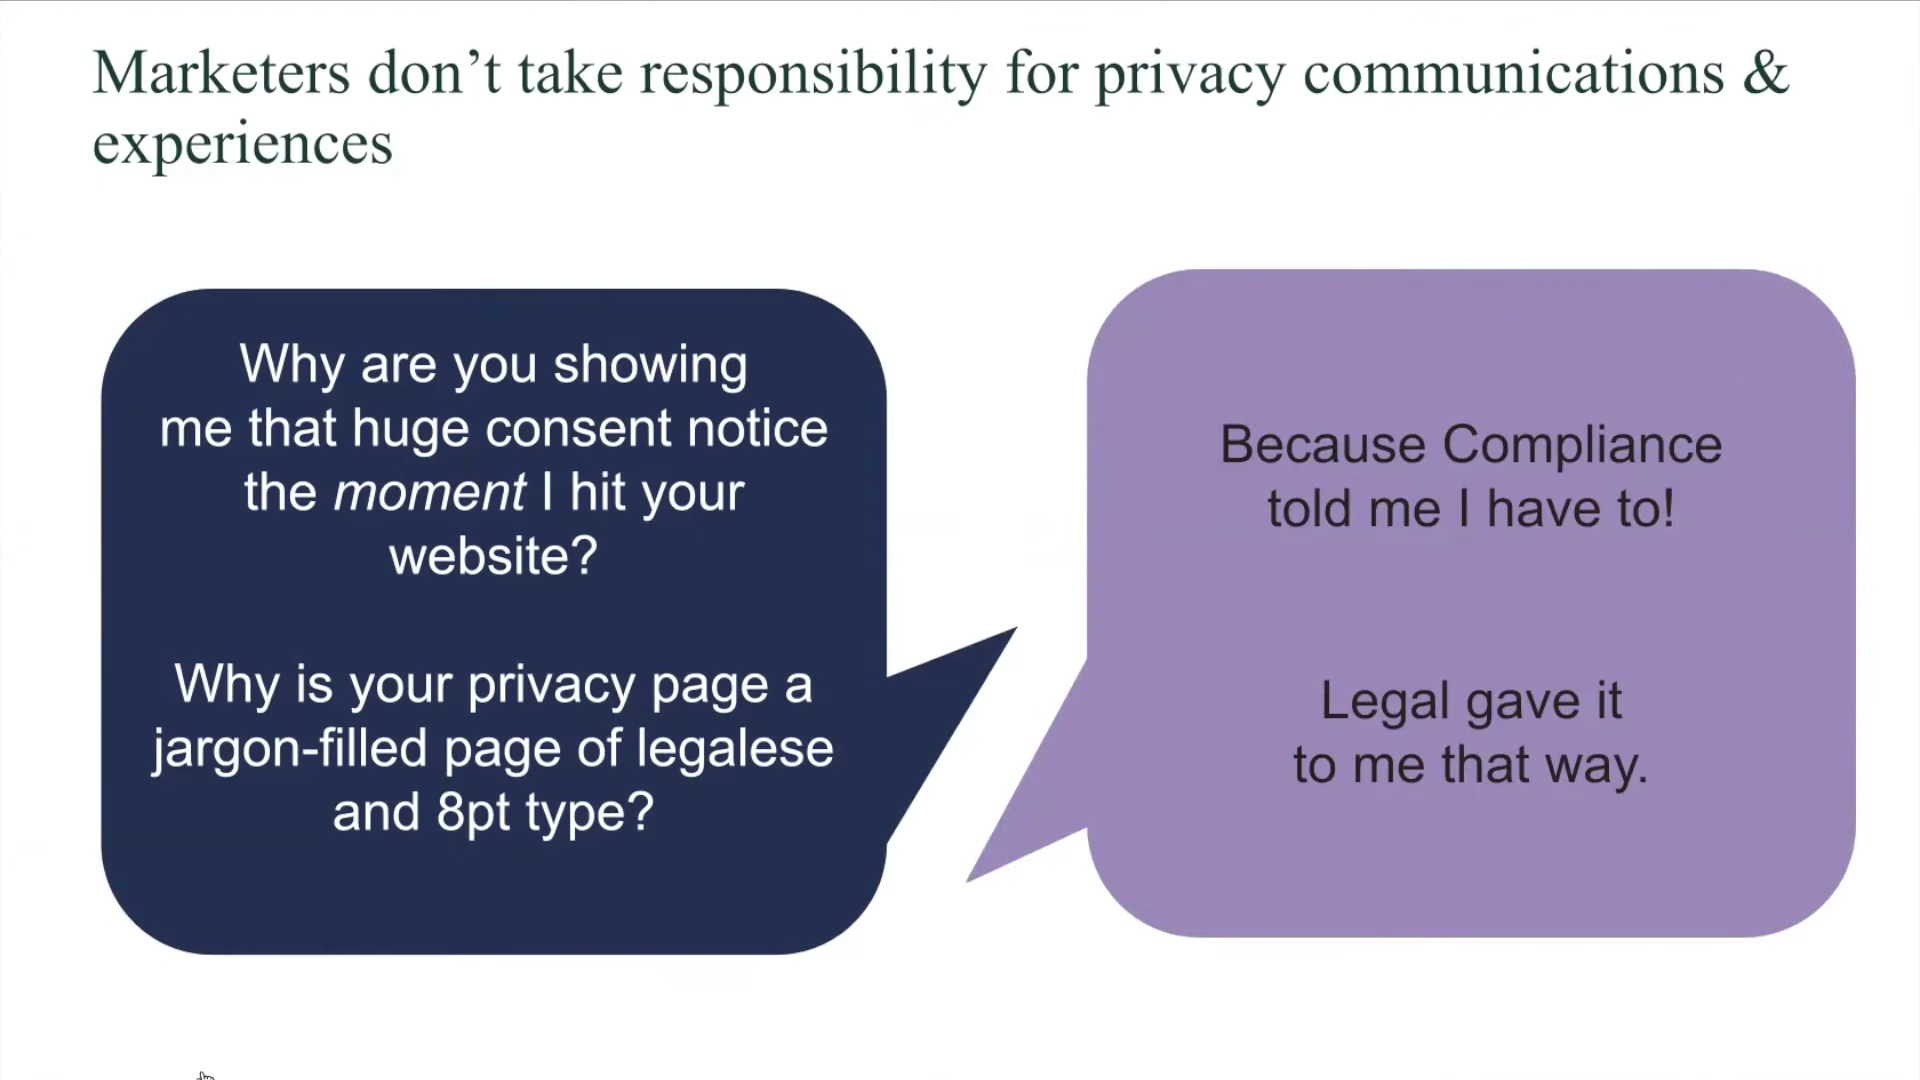 Marketers don’t take responsibility for privacy communications &
experiences
Why are you showing
me that huge consent notice
the moment I hit your
website?
Why is your privacy page a
jargon-filled page of legalese
and 8pt type?
Because Compliance
told me I have to!
Legal gave it
to me that way.